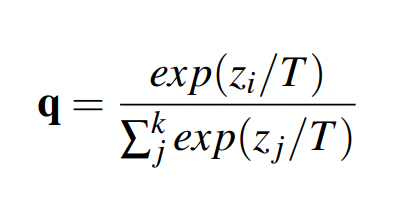 q = exp(z_i/T) / ∑_j^k exp(z_j/T)